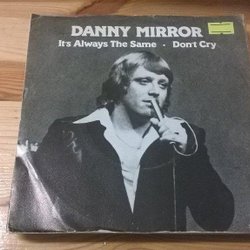 DANNY MIRROR
It's Always The Same · Don't Cry